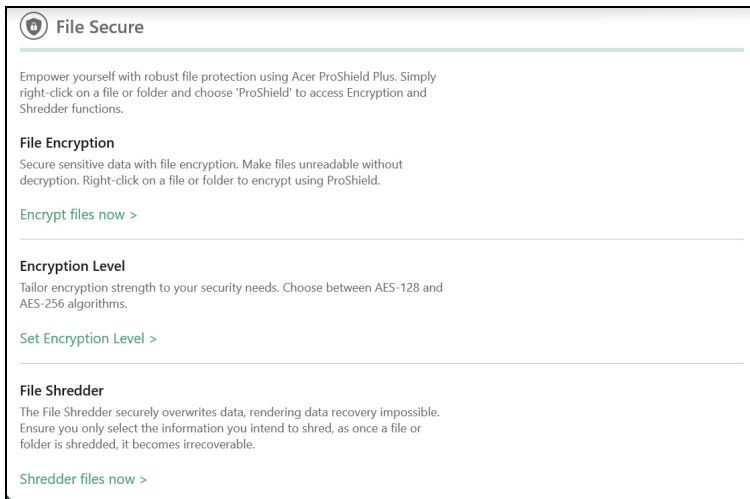 File Secure
Empower yourself with robust file protection using Acer ProShield Plus. Simply
right-click on a file or folder and choose 'ProShield' to access Encryption and
Shredder functions.
File Encryption
Secure sensitive data with file encryption. Make files unreadable without
decryption. Right-click on a file or folder to encrypt using ProShield.
Encrypt files now >
Encryption Level
Tailor encryption strength to your security needs. Choose between AES-128 and
AES-256 algorithms.
Set Encryption Level >
File Shredder
The File Shredder securely overwrites data, rendering data recovery impossible.
Ensure you only select the information you intend to shred, as once a file or
folder is shredded, it becomes irrecoverable.
Shredder files now >